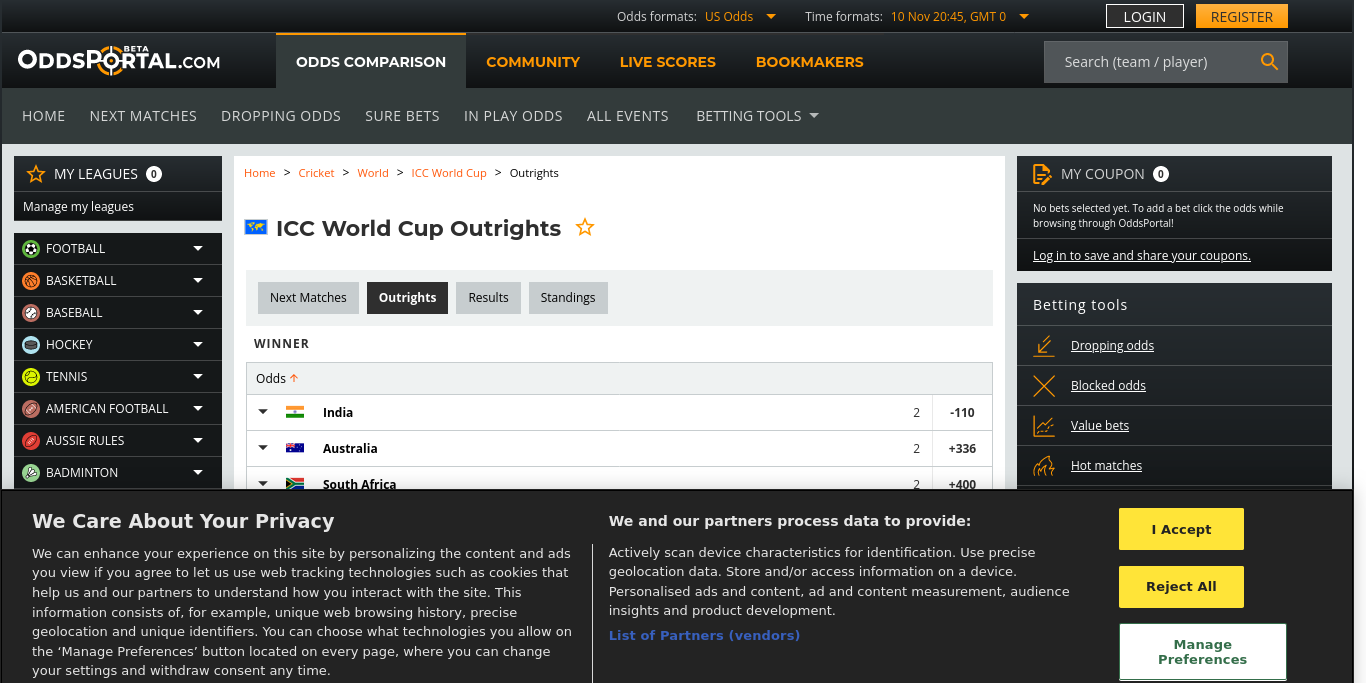 Odds formats: US Odds Time formats: 10 Nov 20:45, GMT 0 LOGIN REGISTER
ODDSPORTAL.COM BETA ODDS COMPARISON COMMUNITY LIVE SCORES BOOKMAKERS Search (team / player)
HOME NEXT MATCHES DROPPING ODDS SURE BETS IN PLAY ODDS ALL EVENTS BETTING TOOLS
MY LEAGUES 0
Manage my leagues
FOOTBALL
BASKETBALL
BASEBALL
HOCKEY
TENNIS
AMERICAN FOOTBALL
AUSSIE RULES
BADMINTON
Home > Cricket > World > ICC World Cup > Outrights
ICC World Cup Outrights
Next Matches Outrights Results Standings
WINNER
Odds
India 2 -110
Australia 2 +336
South Africa 2 +400
MY COUPON 0
No bets selected yet. To add a bet click the odds while
browsing through OddsPortal!
Log in to save and share your coupons.
Betting tools
Dropping odds
Blocked odds
Value bets
Hot matches
We Care About Your Privacy
We can enhance your experience on this site by personalizing the content and ads
you view if you agree to let us use web tracking technologies such as cookies that
help us and our partners to understand how you interact with the site. This
information consists of, for example, unique web browsing history, precise
geolocation and unique identifiers. You can choose what technologies you allow on
the ‘Manage Preferences’ button located on every page, where you can change
your settings and withdraw consent any time.
We and our partners process data to provide:
Actively scan device characteristics for identification. Use precise
geolocation data. Store and/or access information on a device.
Personalised ads and content, ad and content measurement, audience
insights and product development.
List of Partners (vendors)
I Accept
Reject All
Manage
Preferences